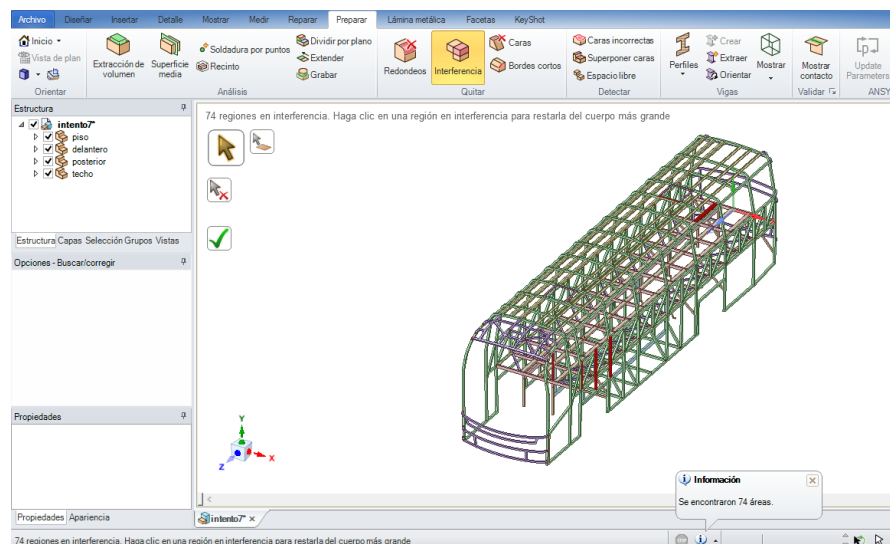 Archivo Diseñar Insertar Detalle Mostrar Medir Reparar Preparar Lámina metálica Facetas KeyShot
Inicio
Vista de plan
Orientar
Extracción de volumen
Superficie media
Soldadura por puntos
Recinto
Dividir por plano
Extender
Grabar
Análisis
Redondeos
Interferencia
Caras
Bordes cortos
Quitar
Caras incorrectas
Superponer caras
Espacio libre
Detectar
Perfiles
Crear
Extraer
Orientar
Mostrar
Vigas
Mostrar contacto
Validar
Update Parameters
ANSY
Estructura
intento7*
piso
delantero
posterior
techo
Estructura Capas Selección Grupos Vistas
Opciones - Buscar/corregir
Propiedades
Propiedades Apariencia
74 regiones en interferencia. Haga clic en una región en interferencia para restarla del cuerpo más grande
Y
X
Z
Información
Se encontraron 74 áreas.
intento7*
74 regiones en interferencia. Haga clic en una región en interferencia para restarla del cuerpo más grande